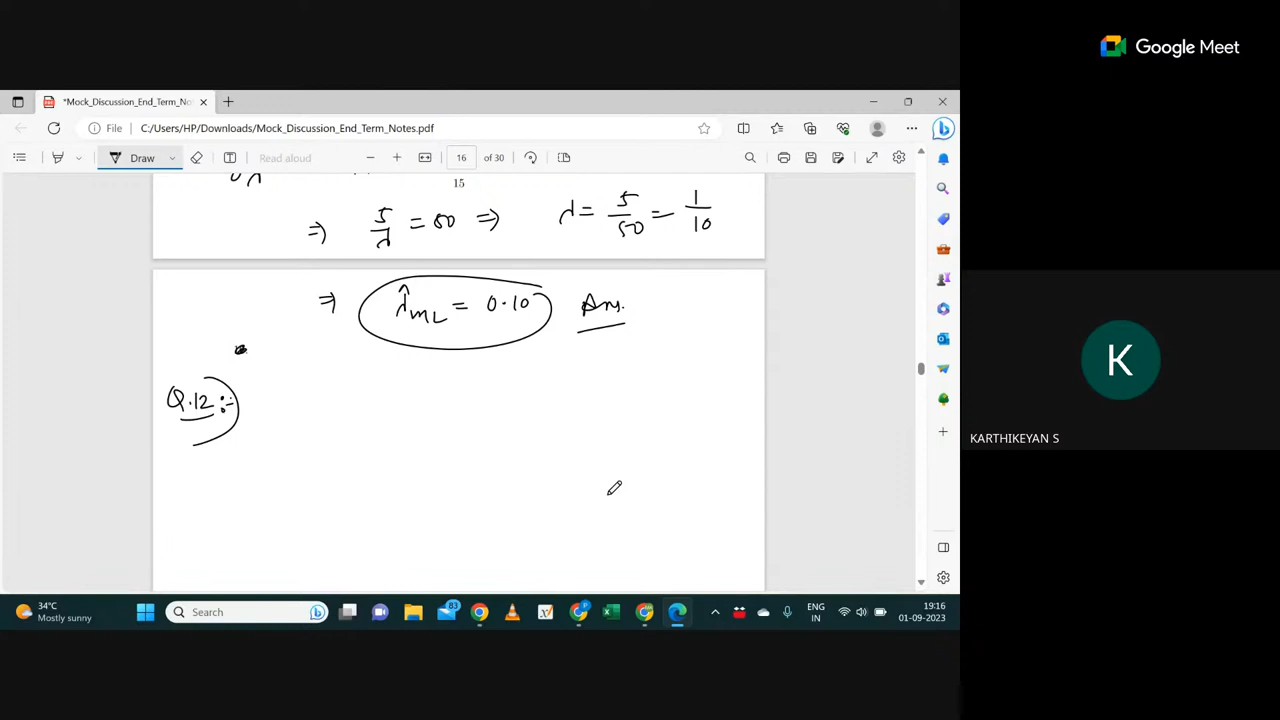 Google Meet
*Mock_Discussion_End_Term_No
File C:/Users/HP/Downloads/Mock_Discussion_End_Term_Notes.pdf
Draw Read aloud 16 of 30
15
⇒ 5/λ = 50 ⇒ λ = 5/50 = 1/10
⇒ λ̂ML = 0.10 Ans.
Q.12 :-
K
KARTHIKEYAN S
34°C
Mostly sunny
Search
83
ENG
IN
19:16
01-09-2023